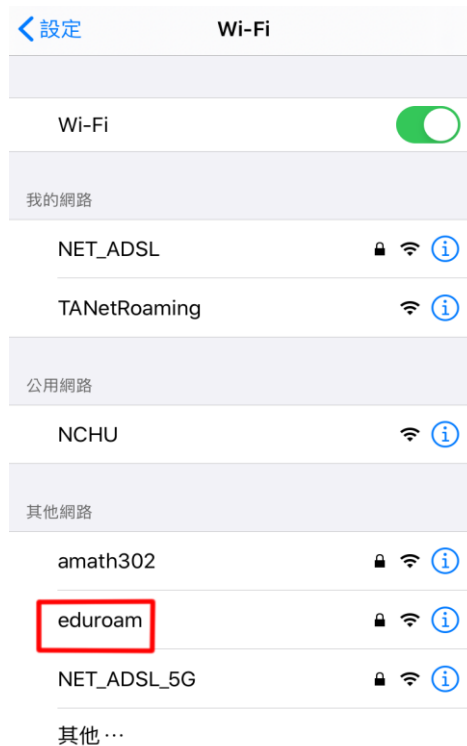 設定 Wi-Fi
Wi-Fi
我的網路
NET_ADSL
TANetRoaming
公用網路
NCHU
其他網路
amath302
eduroam
NET_ADSL_5G
其他…